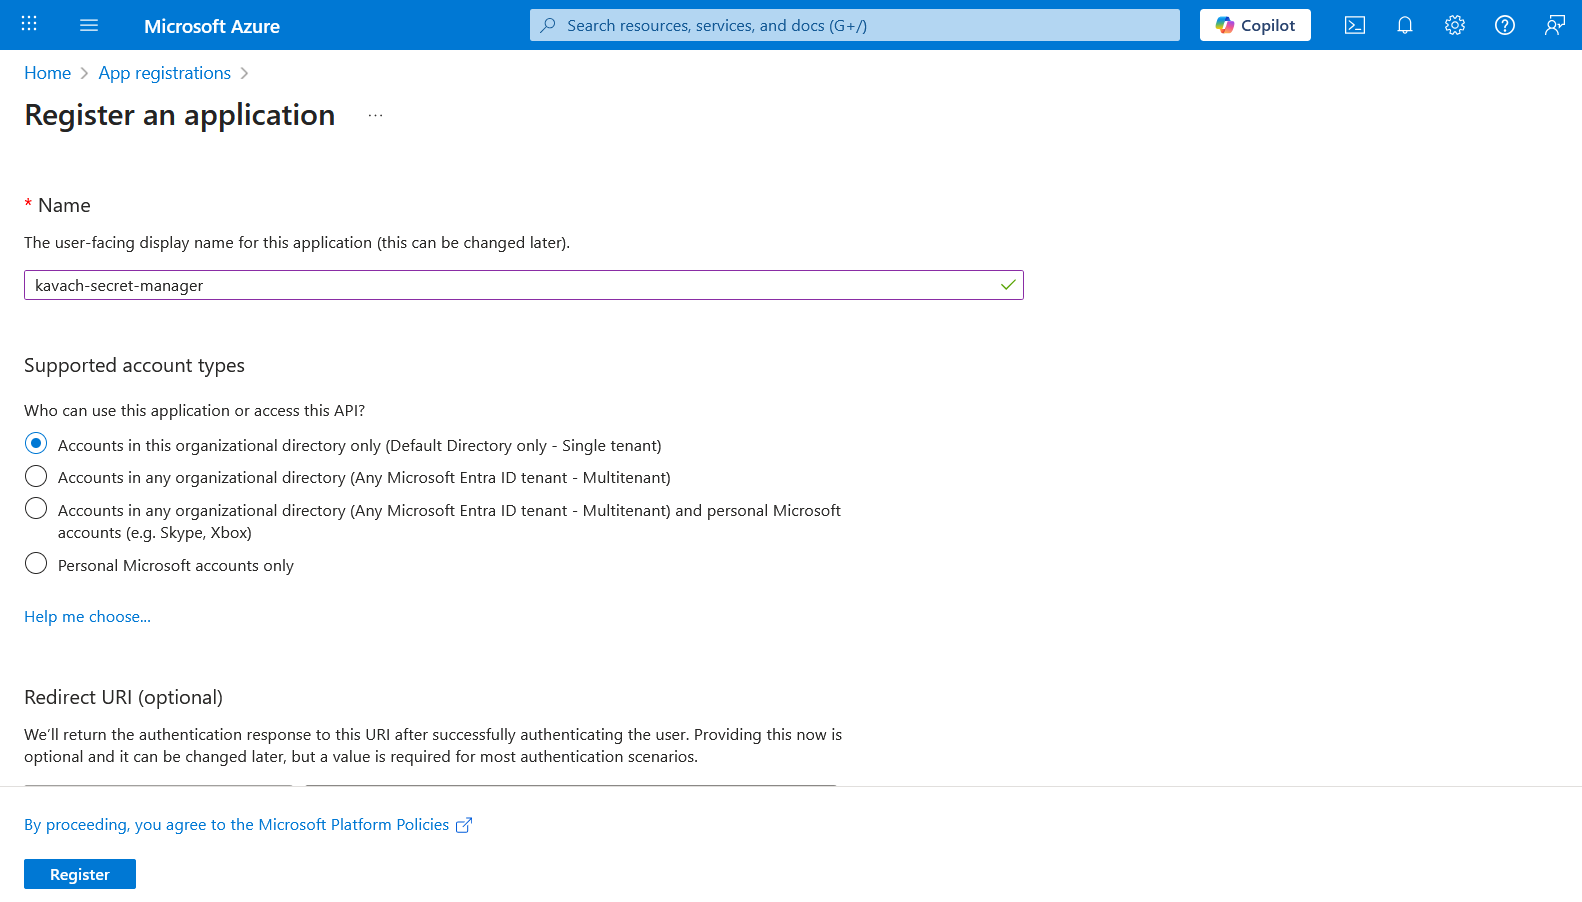 Microsoft Azure
Search resources, services, and docs (G+/)
Copilot
Home > App registrations >
Register an application ...
* Name
The user-facing display name for this application (this can be changed later).
kavach-secret-manager
Supported account types
Who can use this application or access this API?
Accounts in this organizational directory only (Default Directory only - Single tenant)
Accounts in any organizational directory (Any Microsoft Entra ID tenant - Multitenant)
Accounts in any organizational directory (Any Microsoft Entra ID tenant - Multitenant) and personal Microsoft
accounts (e.g. Skype, Xbox)
Personal Microsoft accounts only
Help me choose...
Redirect URI (optional)
We'll return the authentication response to this URI after successfully authenticating the user. Providing this now is
optional and it can be changed later, but a value is required for most authentication scenarios.
By proceeding, you agree to the Microsoft Platform Policies
Register